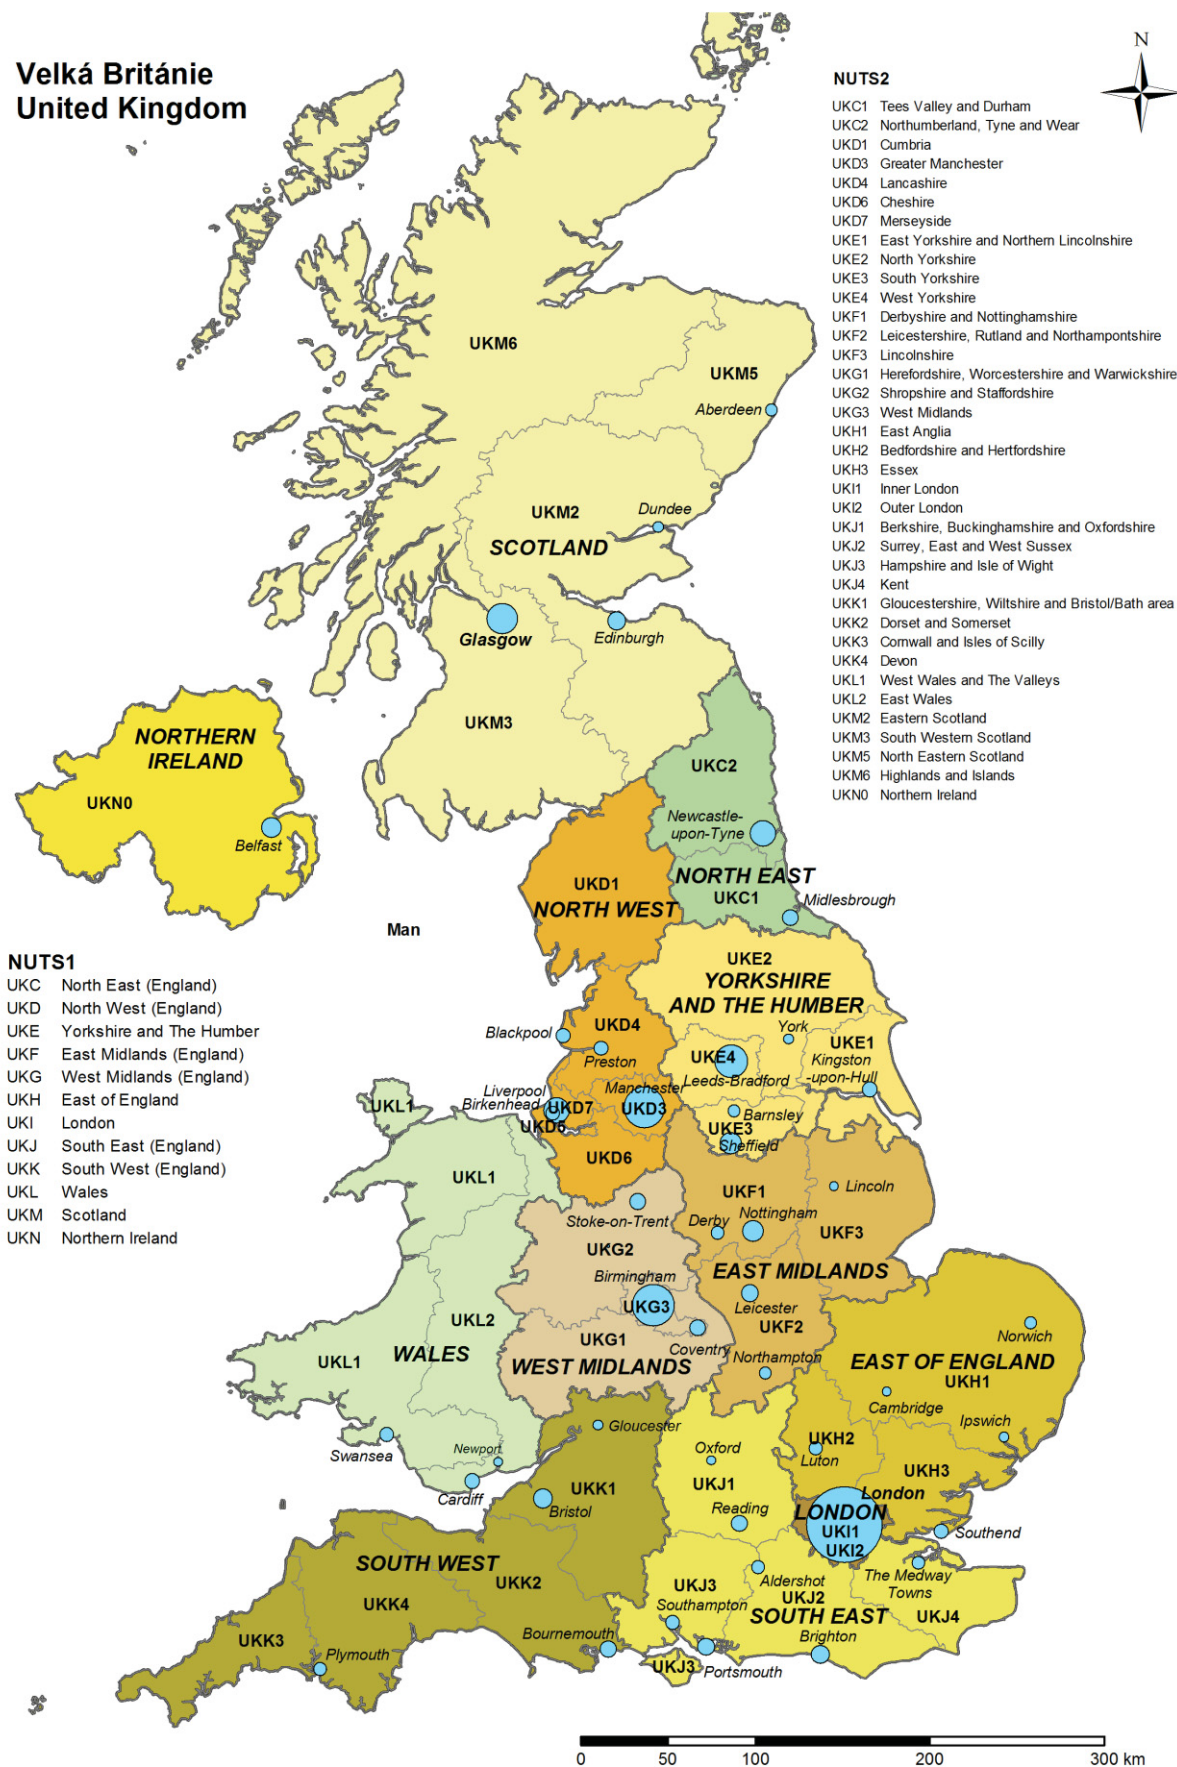 Velká Británie
United Kingdom
N
NUTS2
UKC1 Tees Valley and Durham
UKC2 Northumberland, Tyne and Wear
UKD1 Cumbria
UKD3 Greater Manchester
UKD4 Lancashire
UKD6 Cheshire
UKD7 Merseyside
UKE1 East Yorkshire and Northern Lincolnshire
UKE2 North Yorkshire
UKE3 South Yorkshire
UKE4 West Yorkshire
UKF1 Derbyshire and Nottinghamshire
UKF2 Leicestershire, Rutland and Northampontshire
UKF3 Lincolnshire
UKG1 Herefordshire, Worcestershire and Warwickshire
UKG2 Shropshire and Staffordshire
UKG3 West Midlands
UKH1 East Anglia
UKH2 Bedfordshire and Hertfordshire
UKH3 Essex
UKI1 Inner London
UKI2 Outer London
UKJ1 Berkshire, Buckinghamshire and Oxfordshire
UKJ2 Surrey, East and West Sussex
UKJ3 Hampshire and Isle of Wight
UKJ4 Kent
UKK1 Gloucestershire, Wiltshire and Bristol/Bath area
UKK2 Dorset and Somerset
UKK3 Cornwall and Isles of Scilly
UKK4 Devon
UKL1 West Wales and The Valleys
UKL2 East Wales
UKM2 Eastern Scotland
UKM3 South Western Scotland
UKM5 North Eastern Scotland
UKM6 Highlands and Islands
UKN0 Northern Ireland
UKM6
UKM5
Aberdeen
UKM2
Dundee
SCOTLAND
Glasgow
Edinburgh
UKM3
NORTHERN
IRELAND
UKN0
Belfast
UKC2
Newcastle-
upon-Tyne
NORTH EAST
UKC1
Midlesbrough
UKD1
NORTH WEST
Man
NUTS1
UKC North East (England)
UKD North West (England)
UKE Yorkshire and The Humber
UKF East Midlands (England)
UKG West Midlands (England)
UKH East of England
UKI London
UKJ South East (England)
UKK South West (England)
UKL Wales
UKM Scotland
UKN Northern Ireland
UKE2
YORKSHIRE
AND THE HUMBER
York
UKE1
Kingston
-upon-Hull
UKE4
Leeds-Bradford
Blackpool
UKD4
Preston
Liverpool
Birkenhead
UKD7
UKD5
Manchester
UKD3
UKD6
Barnsley
UKE3
Sheffield
UKL1
UKL1
UKF1
Lincoln
Derby
Nottingham
UKF3
Stoke-on-Trent
UKG2
Birmingham
UKG3
EAST MIDLANDS
Leicester
UKF2
UKL2
UKL1
WALES
UKG1
Coventry
WEST MIDLANDS
Northampton
Norwich
EAST OF ENGLAND
UKH1
Cambridge
Ipswich
Gloucester
Swansea
Newport
Cardiff
Oxford
UKH2
Luton
UKH3
UKJ1
UKK1
Bristol
Reading
London
LONDON
UKI1
UKI2
Southend
SOUTH WEST
UKK2
UKK4
UKJ3
Southampton
Aldershot
UKJ2
The Medway
Towns
SOUTH EAST
UKJ4
UKK3
Plymouth
Bournemouth
Brighton
UKJ3
Portsmouth
0 50 100 200 300 km